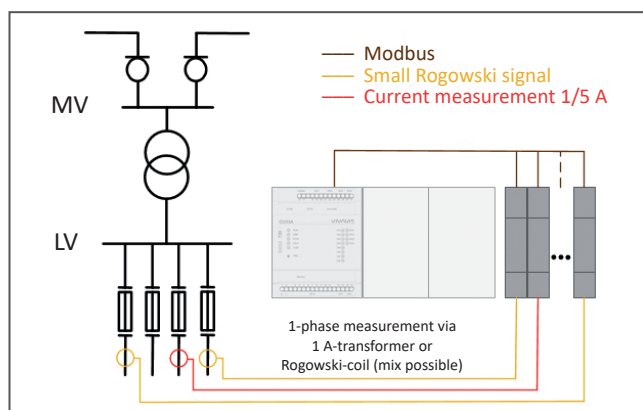 Modbus
Small Rogowski signal
Current measurement 1/5 A
MV
LV
1-phase measurement via
1 A-transformer or
Rogowski-coil (mix possible)